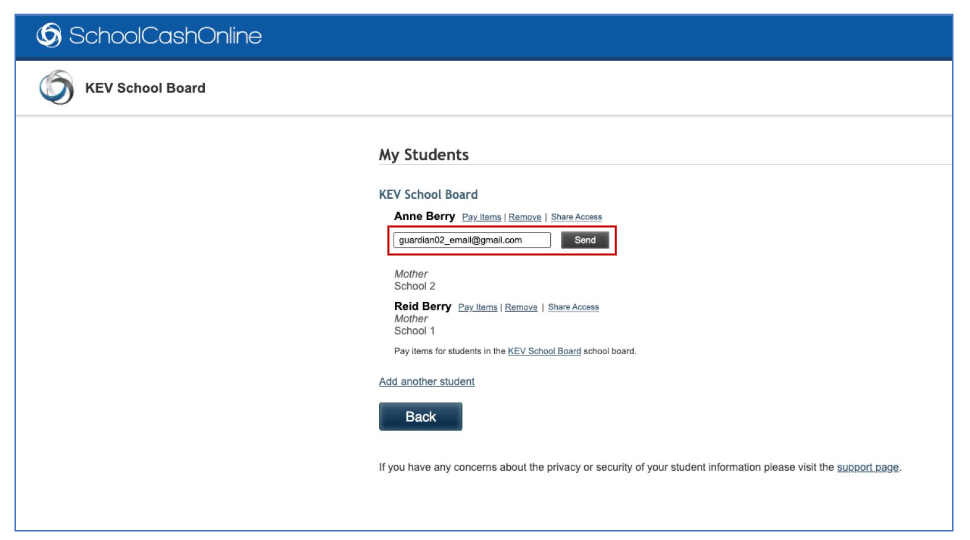 SchoolCashOnline
KEV School Board
My Students
KEV School Board
Anne Berry Pay Items | Remove | Share Access
guardian02_email@gmail.com Send
Mother
School 2
Reid Berry Pay Items | Remove | Share Access
Mother
School 1
Pay items for students in the KEV School Board school board.
Add another student
Back
If you have any concerns about the privacy or security of your student information please visit the support page.